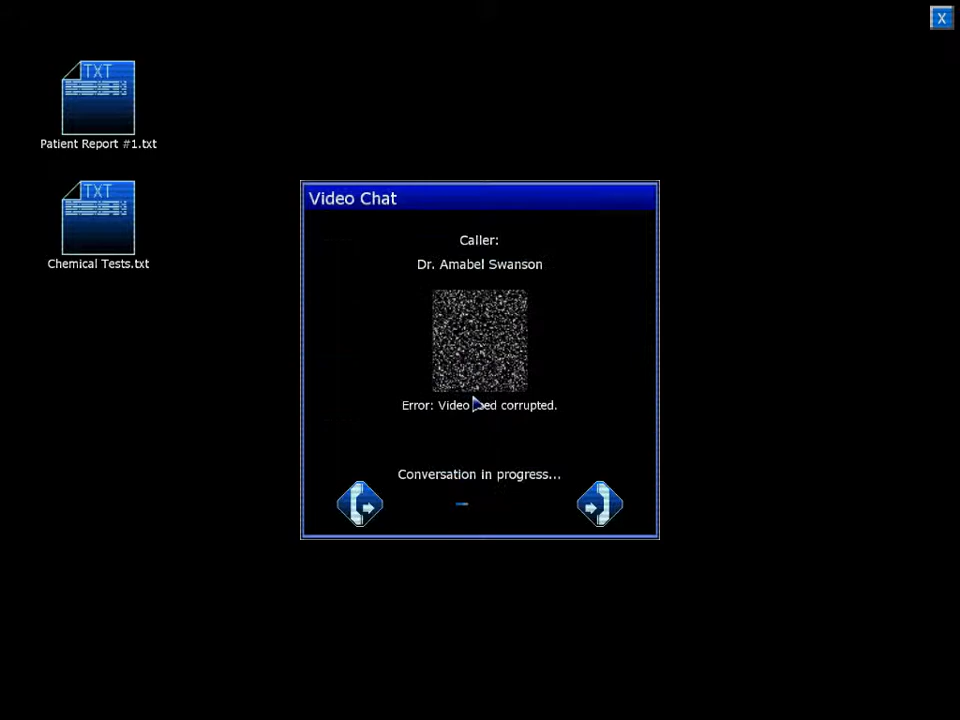 X
TXT
Patient Report #1.txt
TXT
Chemical Tests.txt
Video Chat
Caller:
Dr. Amabel Swanson
Error: Video corrupted.
Conversation in progress...